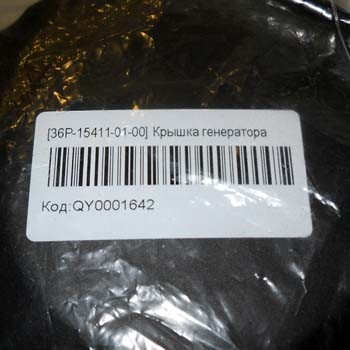 [36P-15411-01-00] Крышка генератора
Код:QY0001642